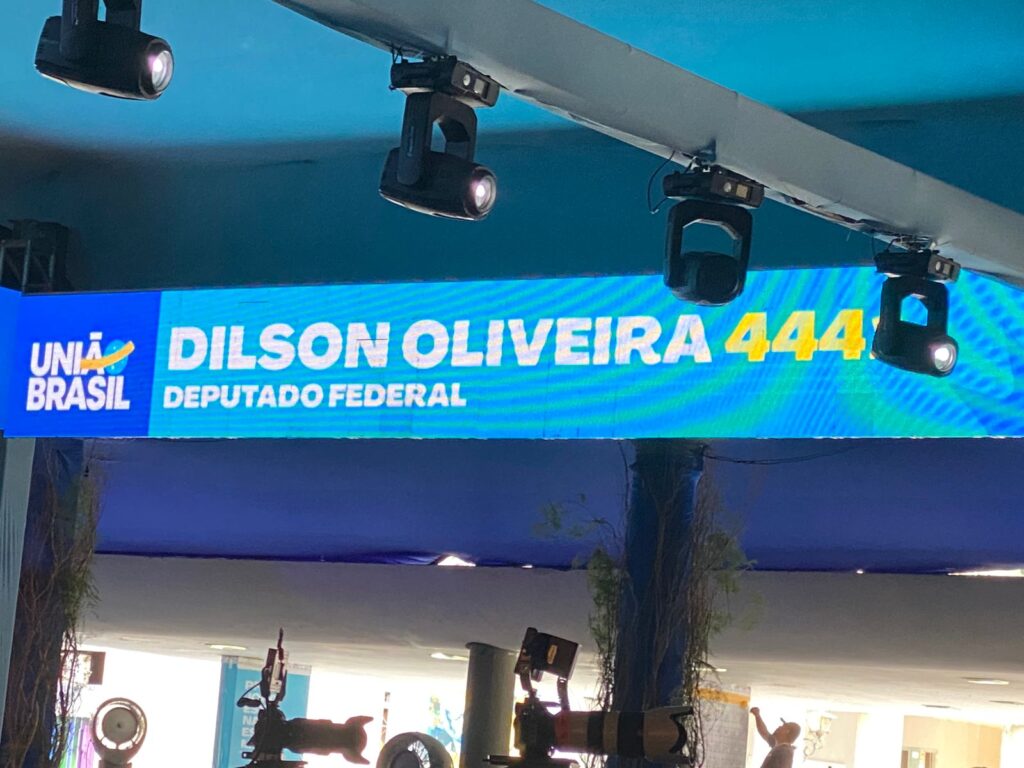 UNIÃO
BRASIL
DILSON OLIVEIRA 444
DEPUTADO FEDERAL